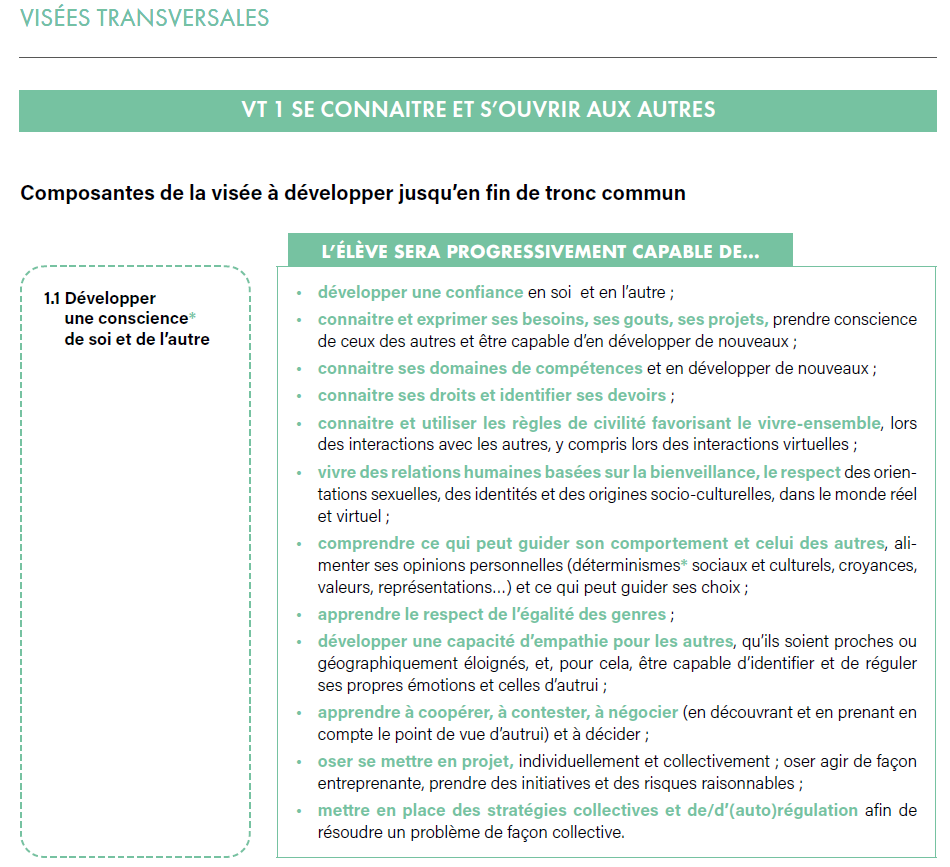 VISÉES TRANSVERSALES
VT 1 SE CONNAITRE ET S’OUVRIR AUX AUTRES
Composantes de la visée à développer jusqu’en fin de tronc commun
L’ÉLÈVE SERA PROGRESSIVEMENT CAPABLE DE...
1.1 Développer
une conscience*
de soi et de l’autre
• développer une confiance en soi et en l’autre ;
• connaitre et exprimer ses besoins, ses gouts, ses projets, prendre conscience
de ceux des autres et être capable d’en développer de nouveaux ;
• connaitre ses domaines de compétences et en développer de nouveaux ;
• connaitre ses droits et identifier ses devoirs ;
• connaitre et utiliser les règles de civilité favorisant le vivre-ensemble, lors
des interactions avec les autres, y compris lors des interactions virtuelles ;
• vivre des relations humaines basées sur la bienveillance, le respect des orien-
tations sexuelles, des identités et des origines socio-culturelles, dans le monde réel
et virtuel ;
• comprendre ce qui peut guider son comportement et celui des autres, ali-
menter ses opinions personnelles (déterminismes* sociaux et culturels, croyances,
valeurs, représentations...) et ce qui peut guider ses choix ;
• apprendre le respect de l’égalité des genres ;
• développer une capacité d’empathie pour les autres, qu’ils soient proches ou
géographiquement éloignés, et, pour cela, être capable d’identifier et de réguler
ses propres émotions et celles d’autrui ;
• apprendre à coopérer, à contester, à négocier (en découvrant et en prenant en
compte le point de vue d’autrui) et à décider ;
• oser se mettre en projet, individuellement et collectivement ; oser agir de façon
entreprenante, prendre des initiatives et des risques raisonnables ;
• mettre en place des stratégies collectives et de/d’(auto)régulation afin de
résoudre un problème de façon collective.